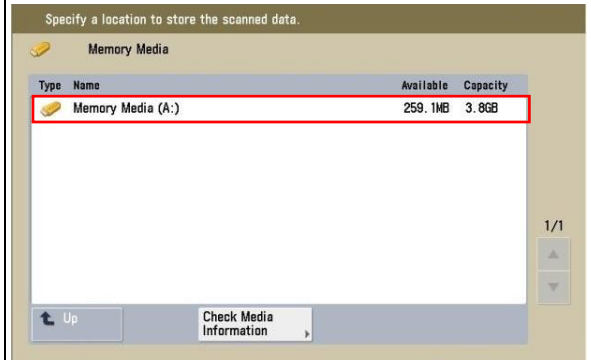 Specify a location to store the scanned data.
Memory Media
Type Name Available Capacity
Memory Media (A:) 259.1MB 3.8GB
1/1
Up
Check Media
Information